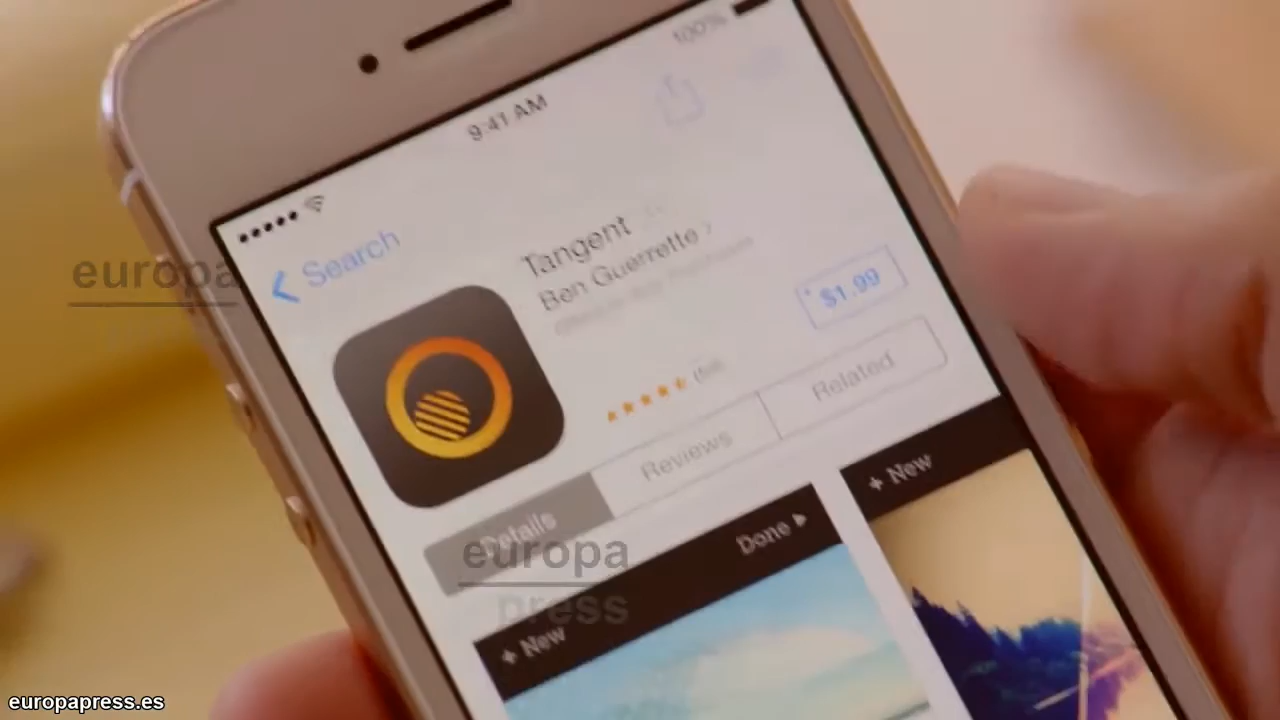 100%
9:41 AM
Search
Tangent
Ben Guerrette
$1.99
Details
Reviews
Related
+ New
Done
+ New
europa
europa
press
europapress.es